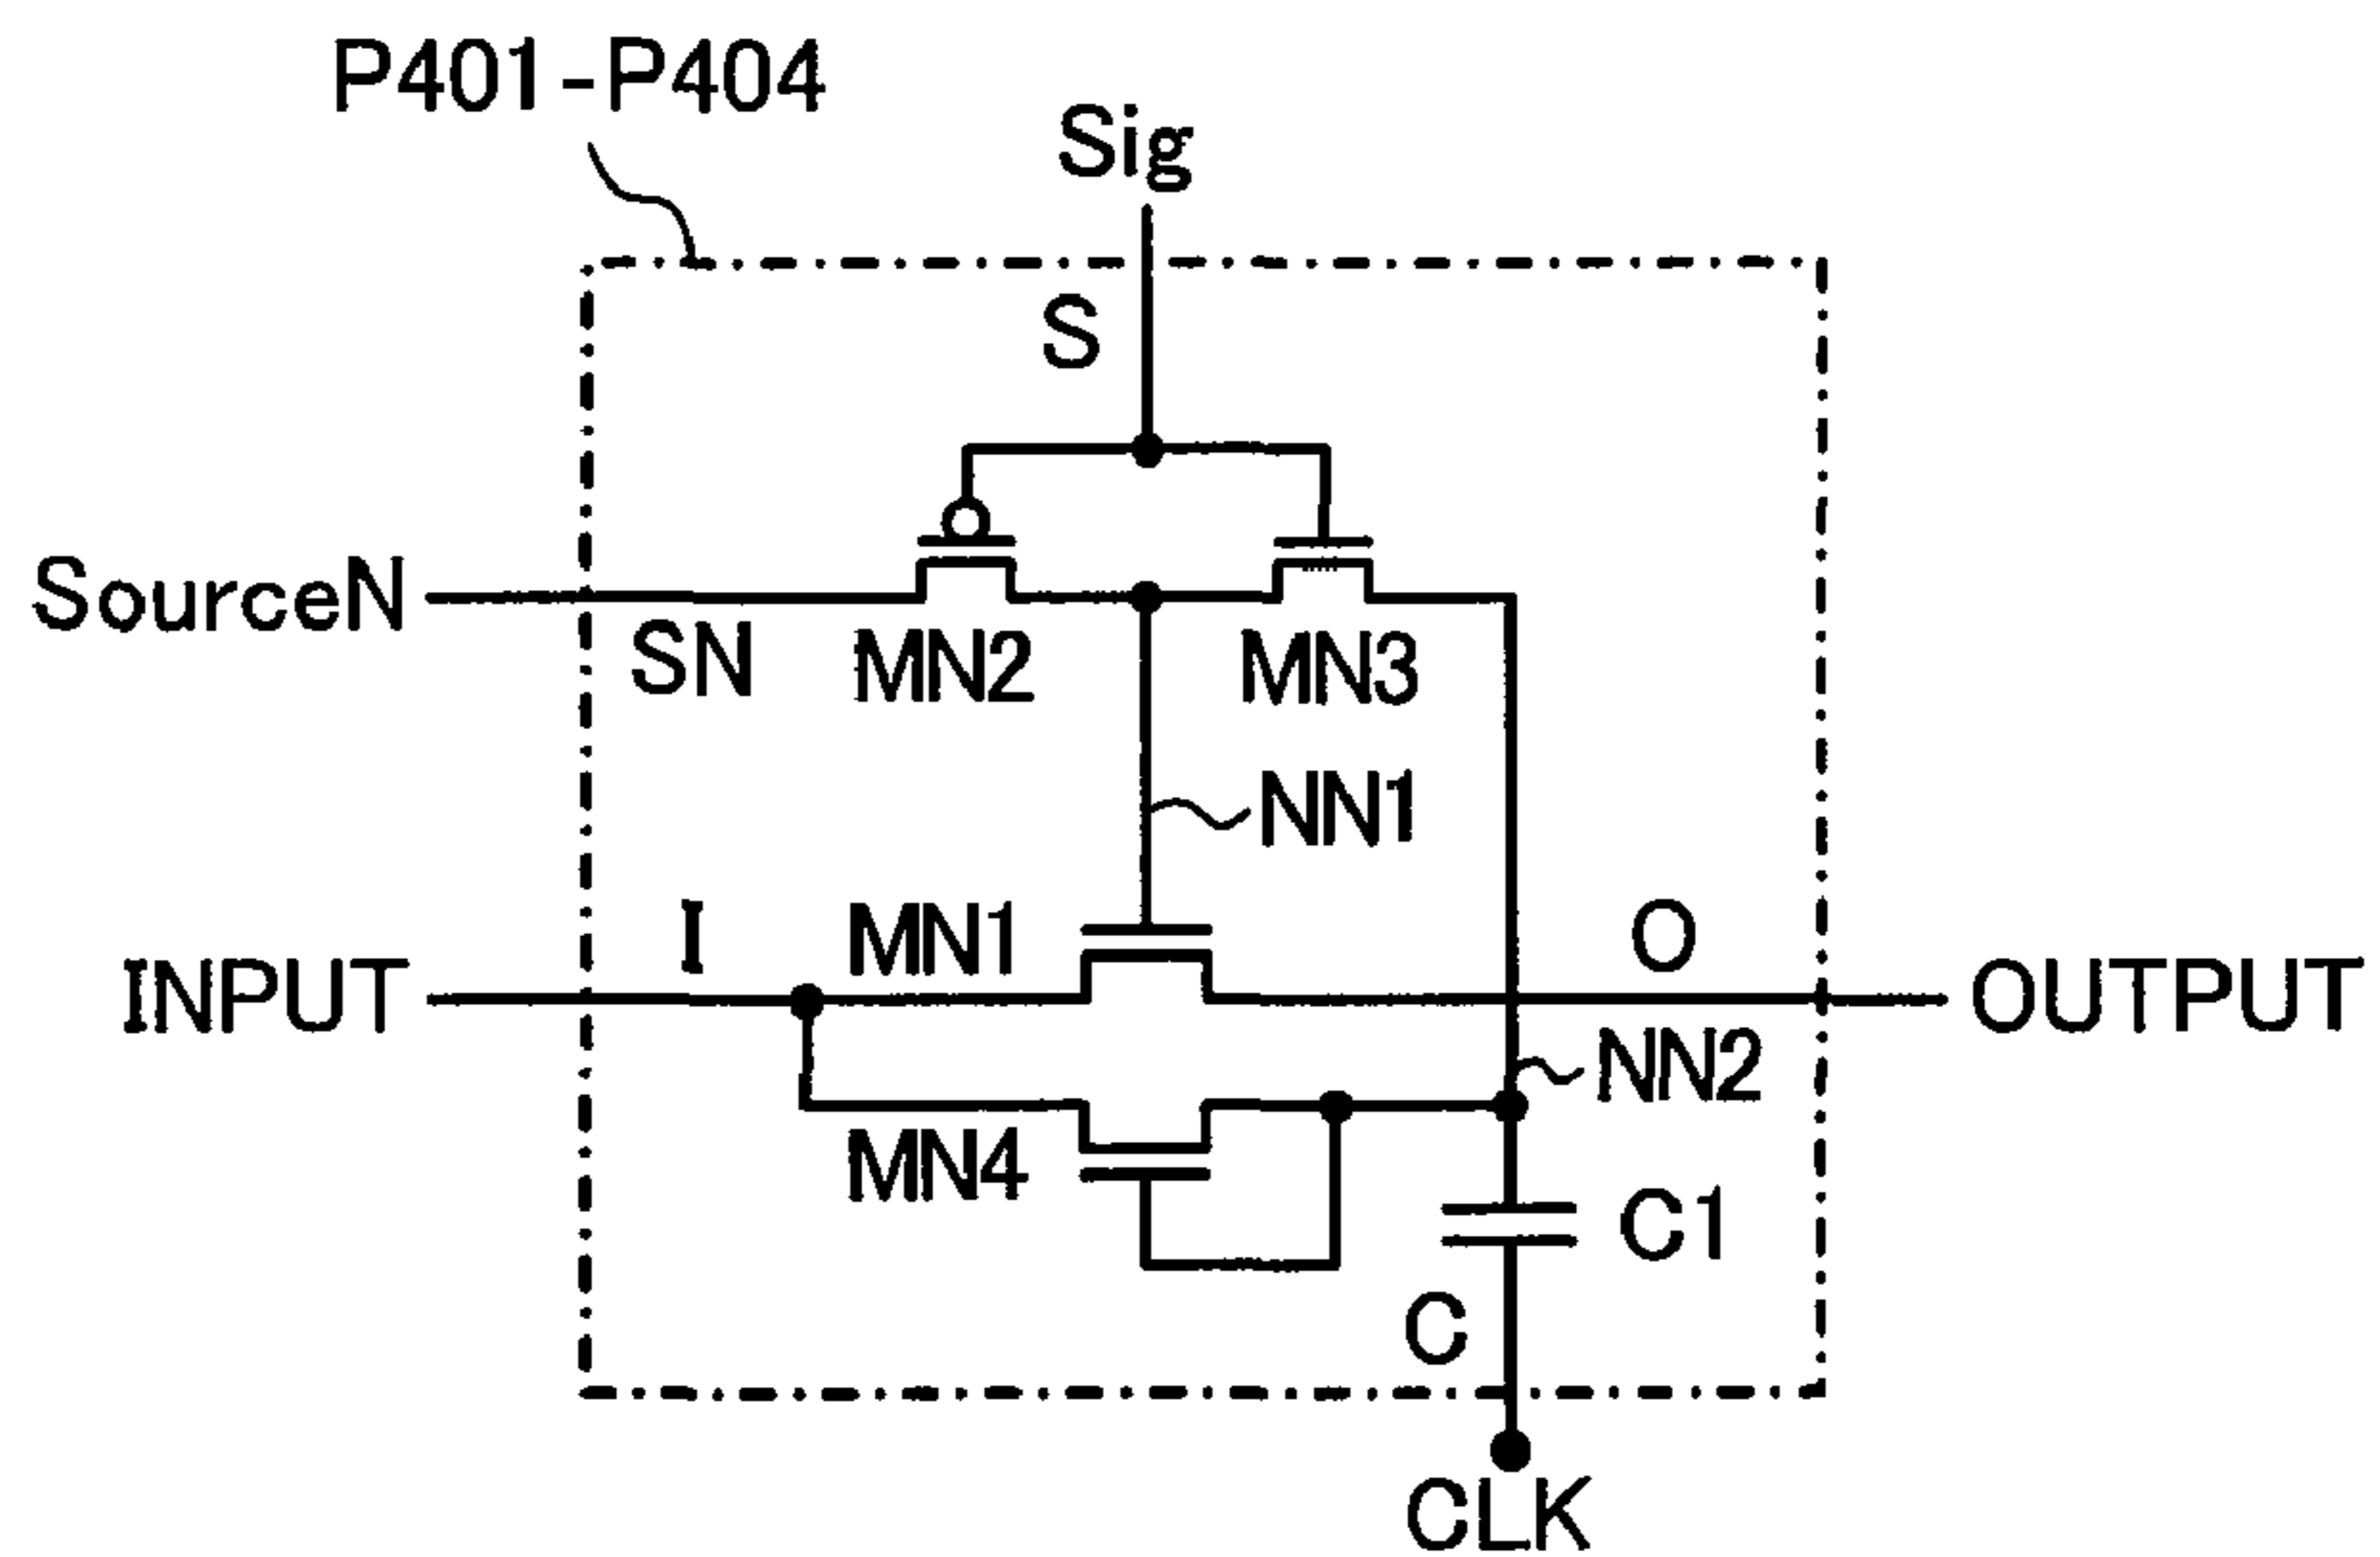 P401-P404
Sig
S
SourceN
SN
MN2
MN3
NN1
I
MN1
O
INPUT
OUTPUT
NN2
MN4
C1
C
CLK